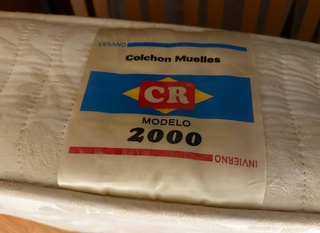 VERANO
Colchon Muelles
CR
MODELO
2000
INVIERNO